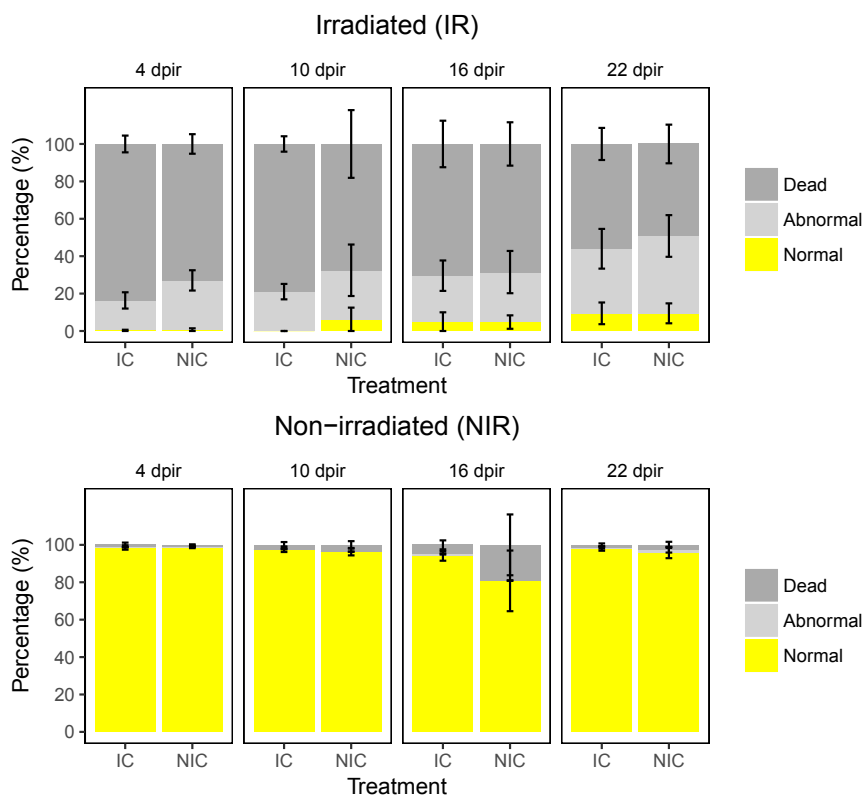 Irradiated (IR)
4 dpir 10 dpir 16 dpir 22 dpir
Percentage (%)
100
80
60
40
20
0
IC NIC IC NIC IC NIC IC NIC
Treatment
Dead
Abnormal
Normal
Non−irradiated (NIR)
4 dpir 10 dpir 16 dpir 22 dpir
Percentage (%)
100
80
60
40
20
0
IC NIC IC NIC IC NIC IC NIC
Treatment
Dead
Abnormal
Normal